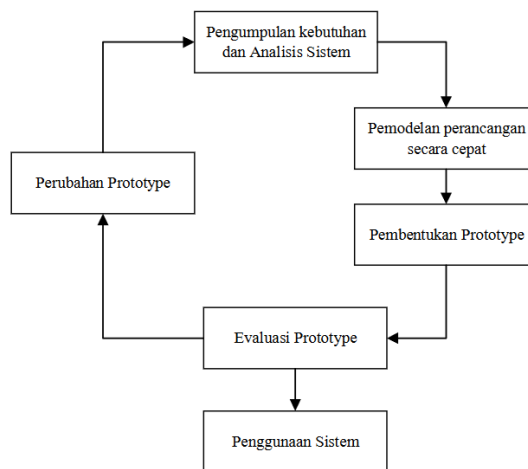 Pengumpulan kebutuhan
dan Analisis Sistem
Pemodelan perancangan
secara cepat
Perubahan Prototype
Pembentukan Prototype
Evaluasi Prototype
Penggunaan Sistem